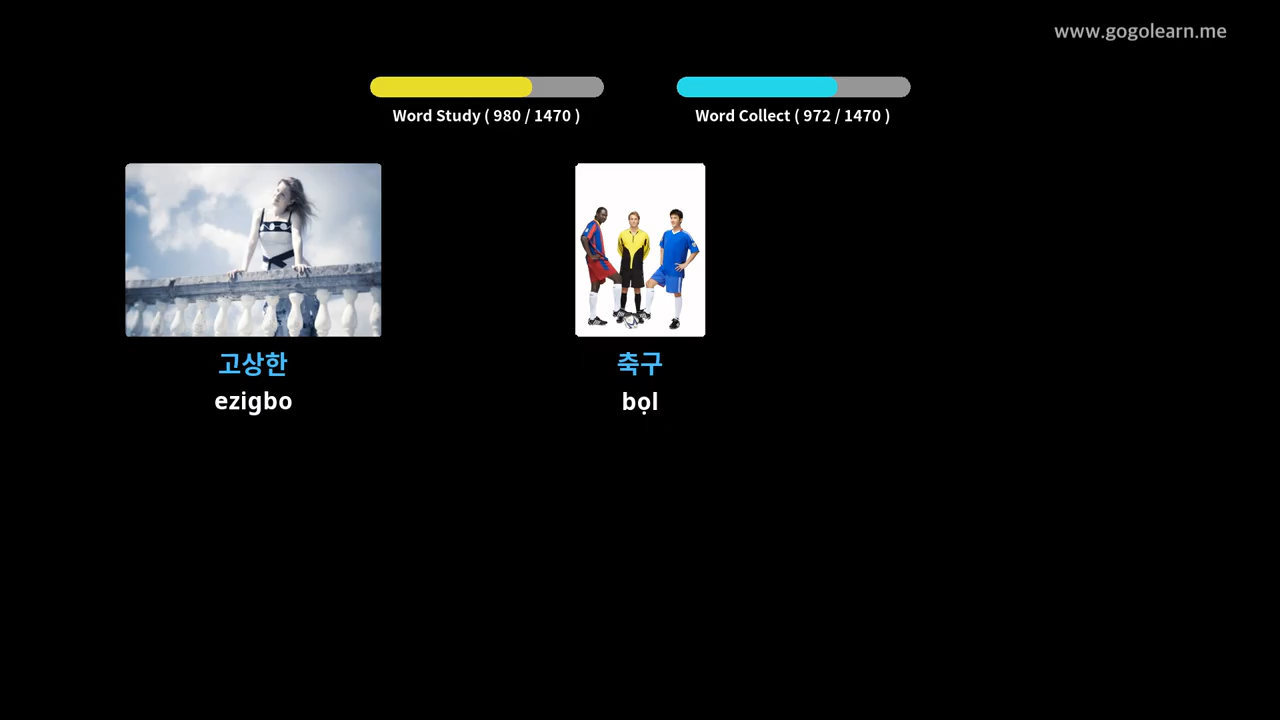 www.gogolearn.me
Word Study ( 980 / 1470 )
Word Collect ( 972 / 1470 )
고상한
ezigbo
축구
bọl